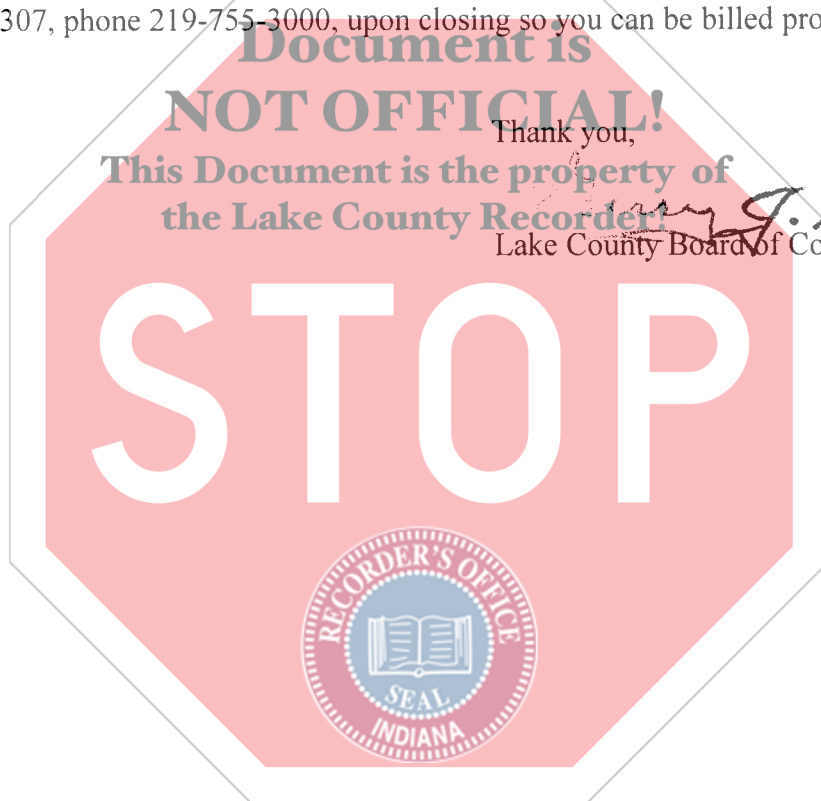 307, phone 219-755-3000, upon closing so you can be billed pro
Document is
NOT OFFICIAL!
Thank you,
This Document is the property of
the Lake County Recorder!
Lake County Board of Co
STOP
RECORDER'S OFFICE
SEAL
INDIANA